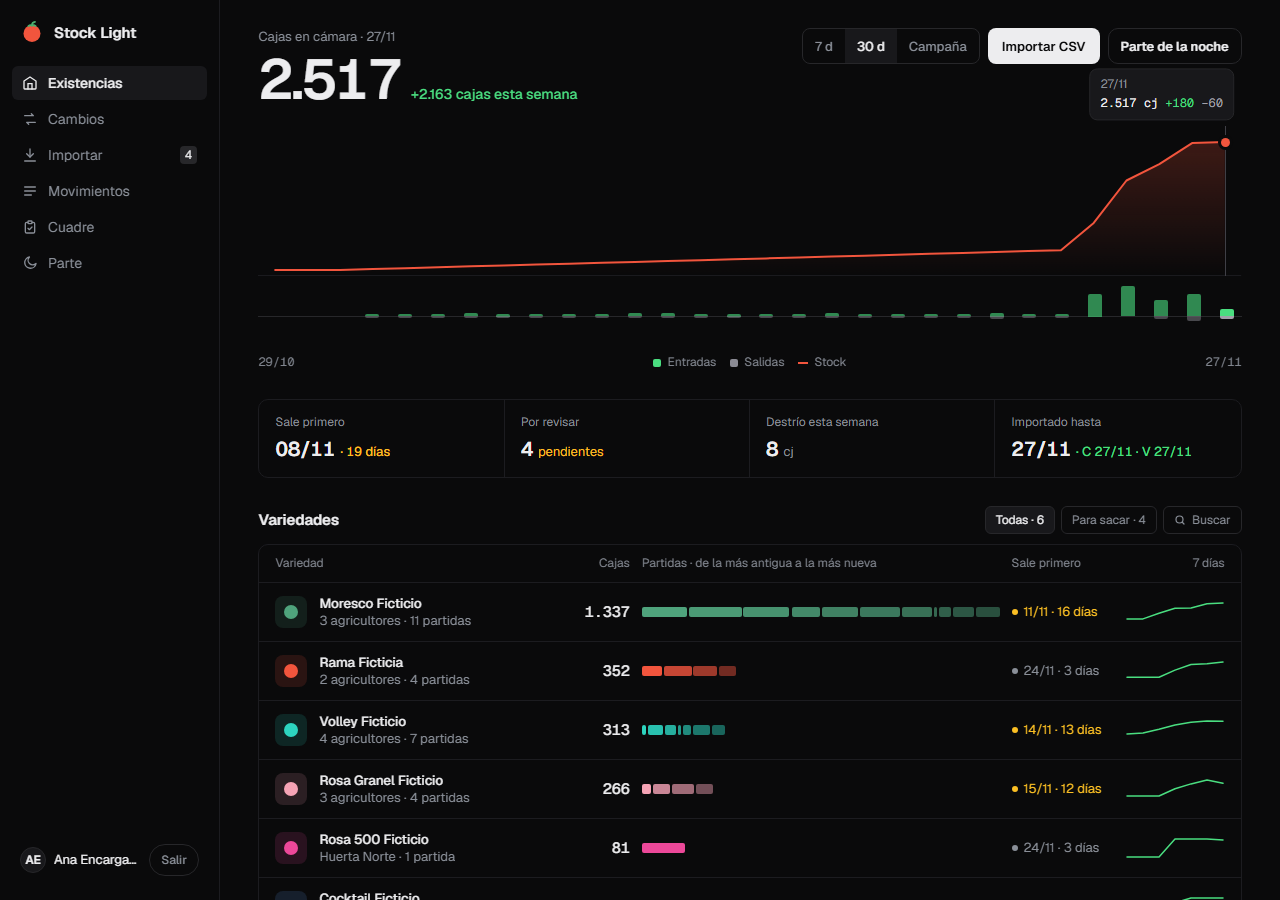 Stock Light
Existencias
Cambios
Importar 4
Movimientos
Cuadre
Parte
AE Ana Encarga... Salir
Cajas en cámara · 27/11
2.517 +2.163 cajas esta semana
7 d 30 d Campaña Importar CSV Parte de la noche
27/11
2.517 cj +180 −60
29/10 Entradas Salidas Stock 27/11
Sale primero
08/11 · 19 días
Por revisar
4 pendientes
Destrío esta semana
8 cj
Importado hasta
27/11 · C 27/11 · V 27/11
Variedades Todas · 6 Para sacar · 4 Buscar
Variedad Cajas Partidas · de la más antigua a la más nueva Sale primero 7 días
Moresco Ficticio
3 agricultores · 11 partidas
1.337 11/11 · 16 días
Rama Ficticia
2 agricultores · 4 partidas
352 24/11 · 3 días
Volley Ficticio
4 agricultores · 7 partidas
313 14/11 · 13 días
Rosa Granel Ficticio
3 agricultores · 4 partidas
266 15/11 · 12 días
Rosa 500 Ficticio
Huerta Norte · 1 partida
81 24/11 · 3 días
Cocktail Ficticio